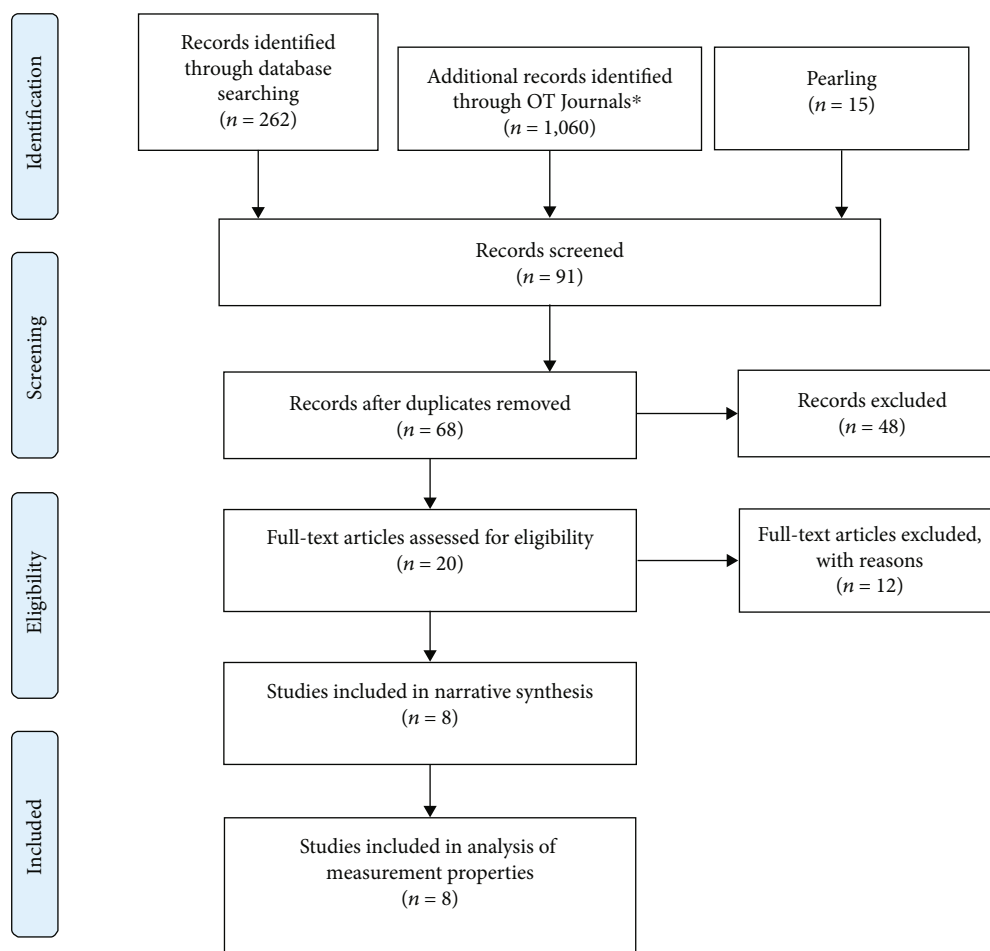 Identification
Records identified
through database
searching
(n = 262)
Additional records identified
through OT Journals*
(n = 1,060)
Pearling
(n = 15)
Screening
Records screened
(n = 91)
Records after duplicates removed
(n = 68)
Records excluded
(n = 48)
Eligibility
Full-text articles assessed for eligibility
(n = 20)
Full-text articles excluded,
with reasons
(n = 12)
Studies included in narrative synthesis
(n = 8)
Included
Studies included in analysis of
measurement properties
(n = 8)